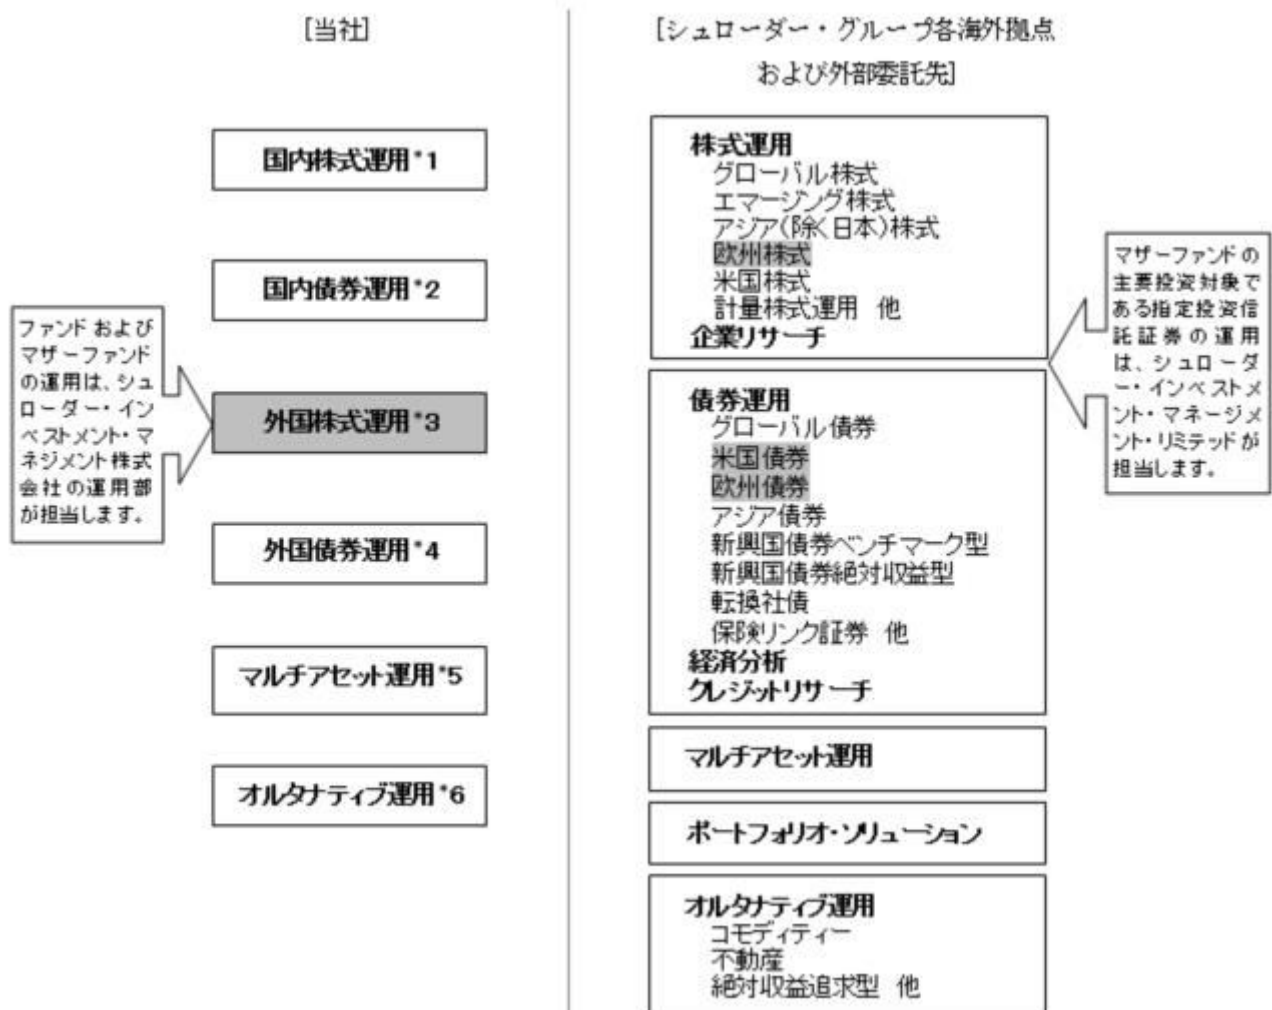 [当社]
国内株式運用*1
国内債券運用*2
ファンドおよび
マザーファンド
の運用は、シュ
ローダー・イン
ベストメント・マ
ネジメント株式
会社の運用部
が担当します。
外国株式運用*3
外国債券運用*4
マルチアセット運用*5
オルタナティブ運用*6
[シュローダー・グループ各海外拠点
および外部委託先]
株式運用
グローバル株式
エマージング株式
アジア(除く日本)株式
欧州株式
米国株式
計量株式運用 他
企業リサーチ
マザーファンドの
主要投資対象で
ある指定投資信
託証券の運用
は、シュローダ
ー・インベストメ
ント・マネージメ
ント・リミテッドが
担当します。
債券運用
グローバル債券
米国債券
欧州債券
アジア債券
新興国債券ベンチマーク型
新興国債券絶対収益型
転換社債
保険リンク証券 他
経済分析
クレジットリサーチ
マルチアセット運用
ポートフォリオ・ソリューション
オルタナティブ運用
コモディティー
不動産
絶対収益追求型 他